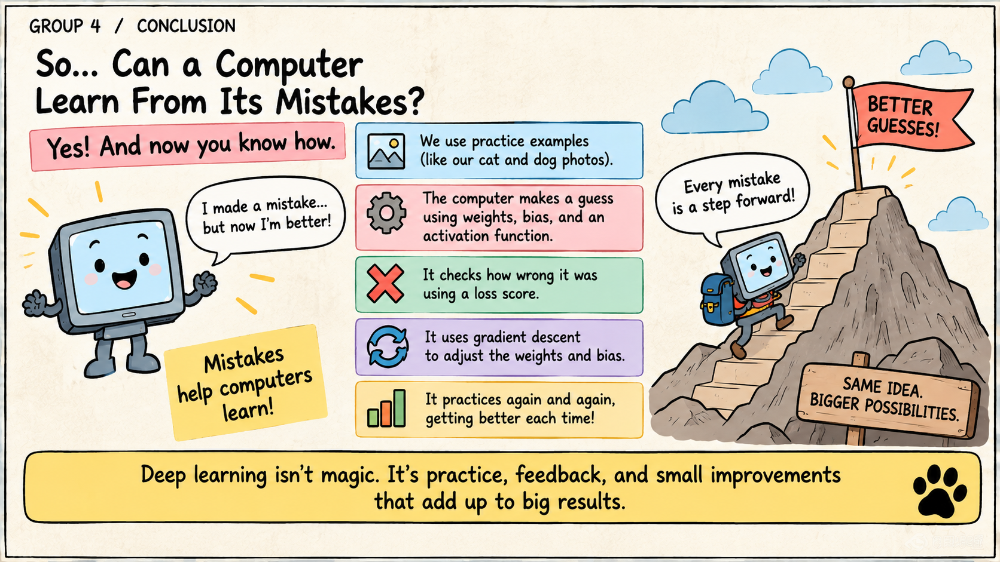 GROUP 4 / CONCLUSION
So... Can a Computer
Learn From Its Mistakes?
Yes! And now you know how.
I made a mistake...
but now I'm better!
Mistakes
help computers
learn!
We use practice examples
(like our cat and dog photos).
The computer makes a guess
using weights, bias, and an
activation function.
It checks how wrong it was
using a loss score.
It uses gradient descent
to adjust the weights and bias.
It practices again and again,
getting better each time!
BETTER
GUESSES!
Every mistake
is a step forward!
SAME IDEA.
BIGGER POSSIBILITIES.
Deep learning isn't magic. It's practice, feedback, and small improvements
that add up to big results.